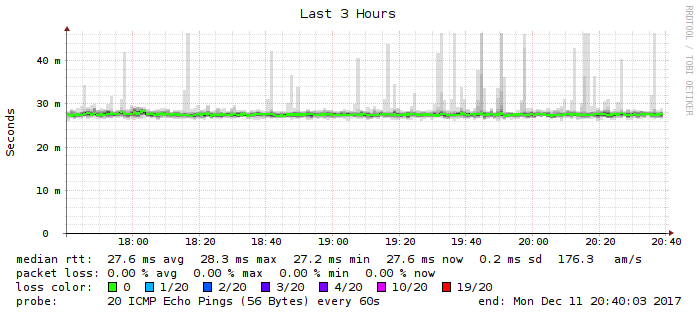 Last 3 Hours
RRDTOOL / TOBI OETIKER
Seconds
40 m
30 m
20 m
10 m
0
18:00 18:20 18:40 19:00 19:20 19:40 20:00 20:20 20:40
median rtt: 27.6 ms avg 28.3 ms max 27.2 ms min 27.6 ms now 0.2 ms sd 176.3 am/s
packet loss: 0.00 % avg 0.00 % max 0.00 % min 0.00 % now
loss color: 0 1/20 2/20 3/20 4/20 10/20 19/20
probe: 20 ICMP Echo Pings (56 Bytes) every 60s end: Mon Dec 11 20:40:03 2017